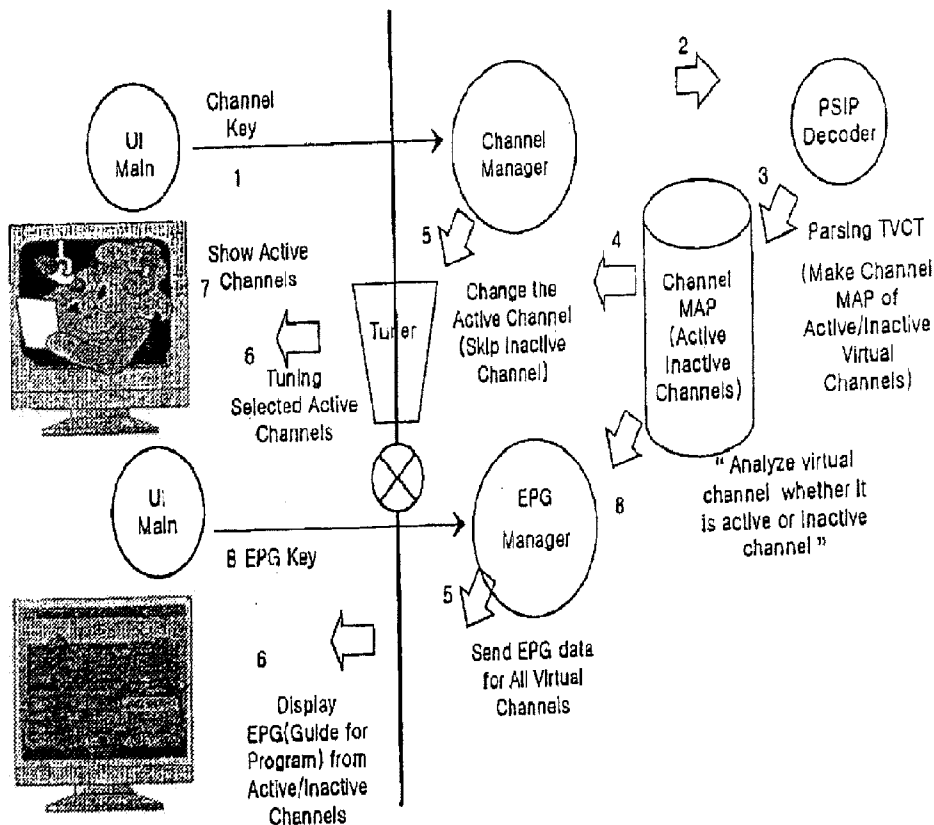 2
PSIP
Decoder
Channel
Key
UI
Main
1
Channel
Manager
3
Parsing TVCT
(Make Channel
MAP of
Active/Inactive
Virtual
Channels)
5
4
Show Active
7 Channels
Tuner
Change the
Active Channel
(Skip Inactive
Channel)
Channel
MAP
(Active
Inactive
Channels)
6
Tuning
Selected Active
Channels
UI
Main
8 EPG Key
EPG
Manager
8
" Analyze virtual
channel whether it
is active or inactive
channel "
5
Send EPG data
for All Virtual
Channels
6
Display
EPG(Guide for
Program) from
Active/Inactive
Channels